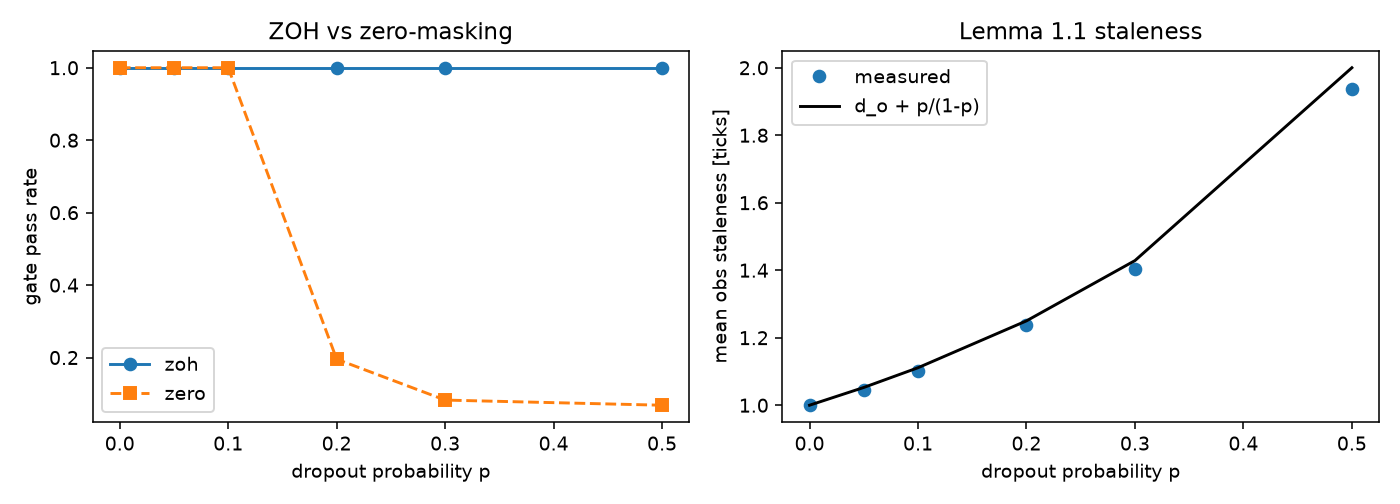 ZOH vs zero-masking
gate pass rate
1.0
0.8
0.6
0.4
0.2
zoh
zero
0.0 0.1 0.2 0.3 0.4 0.5
dropout probability p
Lemma 1.1 staleness
mean obs staleness [ticks]
2.0
1.8
1.6
1.4
1.2
1.0
measured
d_o + p/(1-p)
0.0 0.1 0.2 0.3 0.4 0.5
dropout probability p